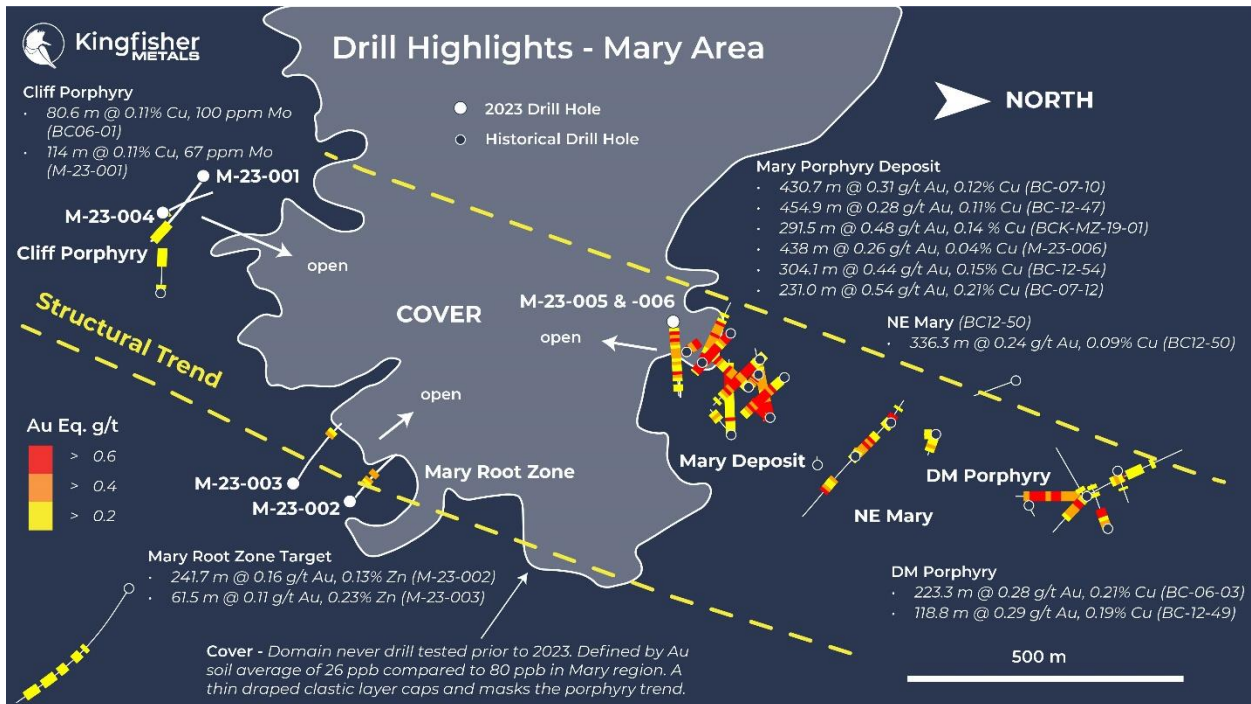 Kingfisher
METALS
Drill Highlights - Mary Area
2023 Drill Hole
Historical Drill Hole
NORTH
Cliff Porphyry
• 80.6 m @ 0.11% Cu, 100 ppm Mo
(BC06-01)
• 114 m @ 0.11% Cu, 67 ppm Mo
(M-23-001)
M-23-001
M-23-004
Cliff Porphyry
open
Structural Trend
COVER
Mary Porphyry Deposit
• 430.7 m @ 0.31 g/t Au, 0.12% Cu (BC-07-10)
• 454.9 m @ 0.28 g/t Au, 0.11% Cu (BC-12-47)
• 291.5 m @ 0.48 g/t Au, 0.14 % Cu (BCK-MZ-19-01)
• 438 m @ 0.26 g/t Au, 0.04% Cu (M-23-006)
• 304.1 m @ 0.44 g/t Au, 0.15% Cu (BC-12-54)
• 231.0 m @ 0.54 g/t Au, 0.21% Cu (BC-07-12)
M-23-005 & -006
open
NE Mary (BC12-50)
• 336.3 m @ 0.24 g/t Au, 0.09% Cu (BC12-50)
open
Au Eq. g/t
> 0.6
> 0.4
> 0.2
M-23-003
M-23-002
Mary Root Zone
Mary Deposit
NE Mary
DM Porphyry
Mary Root Zone Target
• 241.7 m @ 0.16 g/t Au, 0.13% Zn (M-23-002)
• 61.5 m @ 0.11 g/t Au, 0.23% Zn (M-23-003)
DM Porphyry
• 223.3 m @ 0.28 g/t Au, 0.21% Cu (BC-06-03)
• 118.8 m @ 0.29 g/t Au, 0.19% Cu (BC-12-49)
Cover - Domain never drill tested prior to 2023. Defined by Au
soil average of 26 ppb compared to 80 ppb in Mary region. A
thin draped clastic layer caps and masks the porphyry trend.
500 m